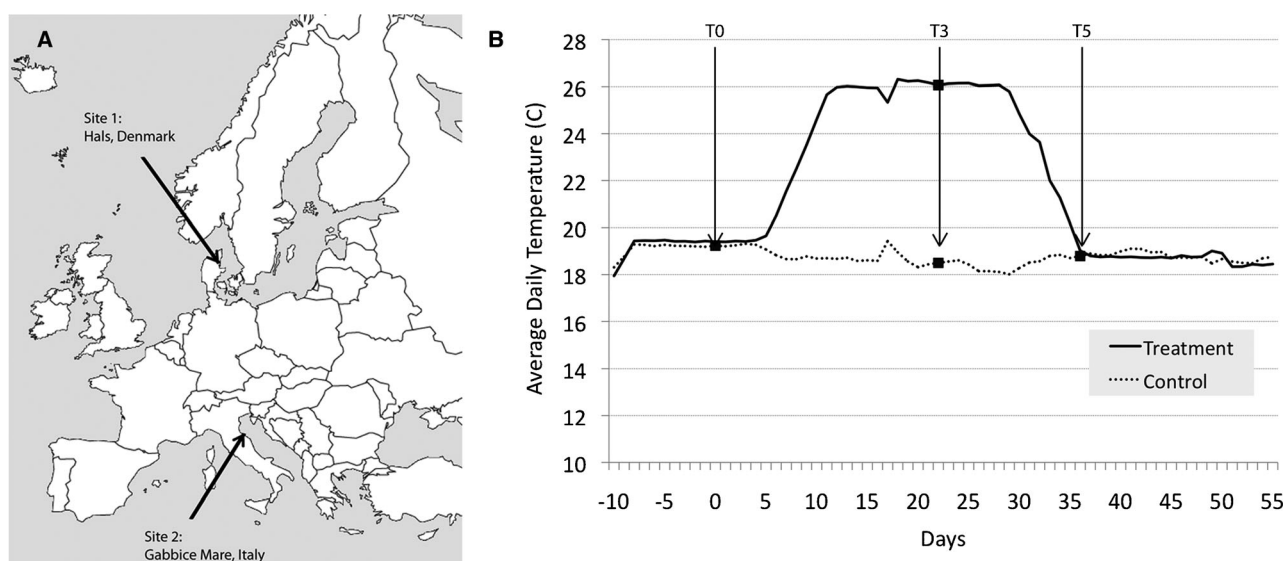 A
Site 1:
Hals, Denmark
Site 2:
Gabbice Mare, Italy
B
T0 T3 T5
28
26
24
22
20
18
16
14
12
10
Average Daily Temperature (C)
Treatment
Control
-10 -5 0 5 10 15 20 25 30 35 40 45 50 55
Days